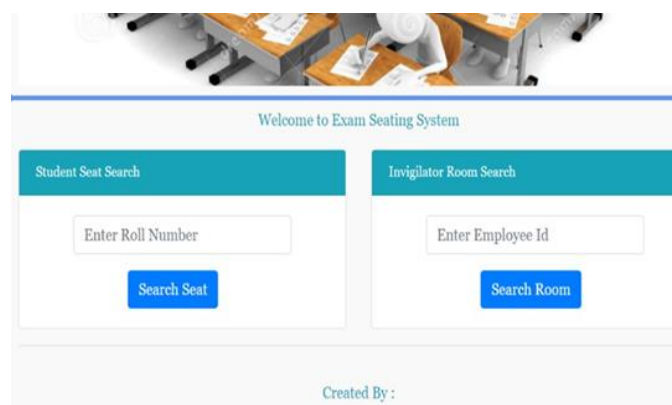 Welcome to Exam Seating System
Student Seat Search
Invigilator Room Search
Enter Roll Number
Enter Employee Id
Search Seat
Search Room
Created By :